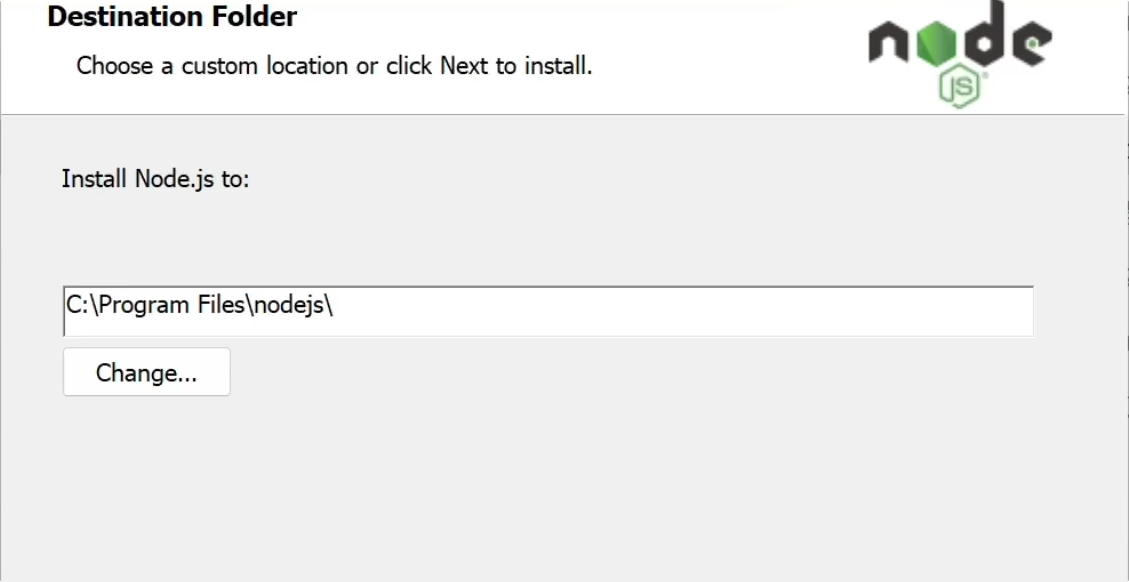 Destination Folder
node
Choose a custom location or click Next to install.
JS
Install Node.js to:
C:\Program Files\nodejs\
Change...